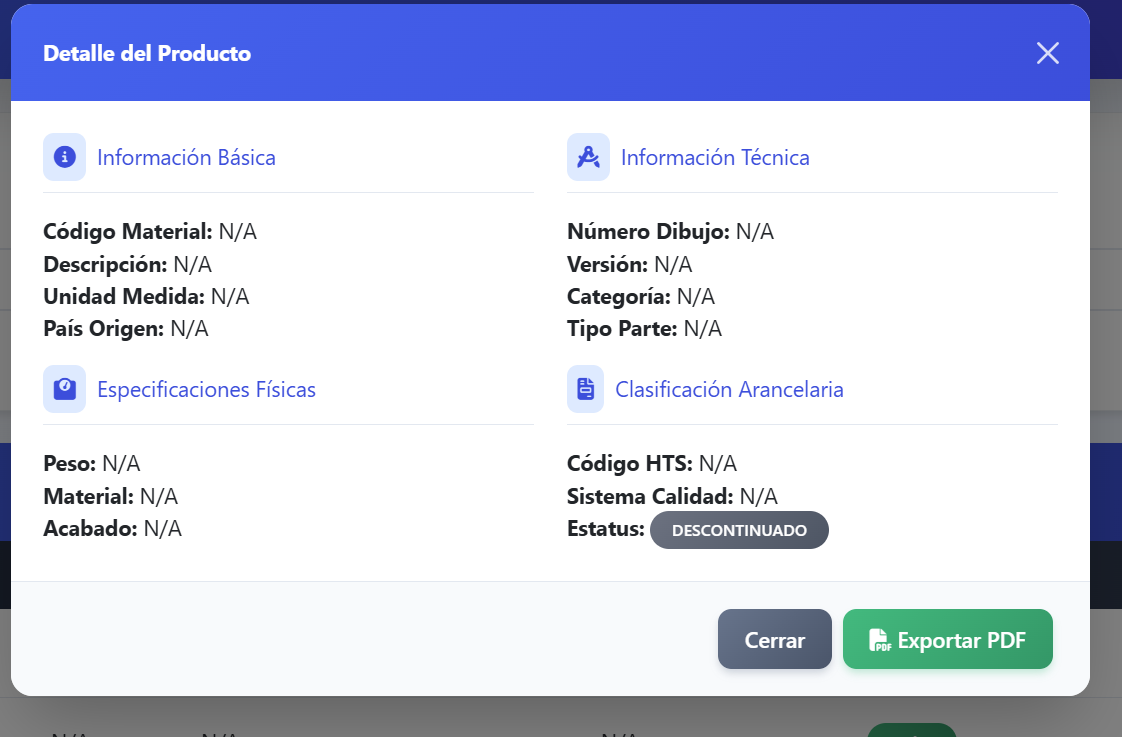 Detalle del Producto
Información Básica
Código Material: N/A
Descripción: N/A
Unidad Medida: N/A
País Origen: N/A
Información Técnica
Número Dibujo: N/A
Versión: N/A
Categoría: N/A
Tipo Parte: N/A
Especificaciones Físicas
Peso: N/A
Material: N/A
Acabado: N/A
Clasificación Arancelaria
Código HTS: N/A
Sistema Calidad: N/A
Estatus: DESCONTINUADO
Cerrar
PDF Exportar PDF
N/A N/A N/A